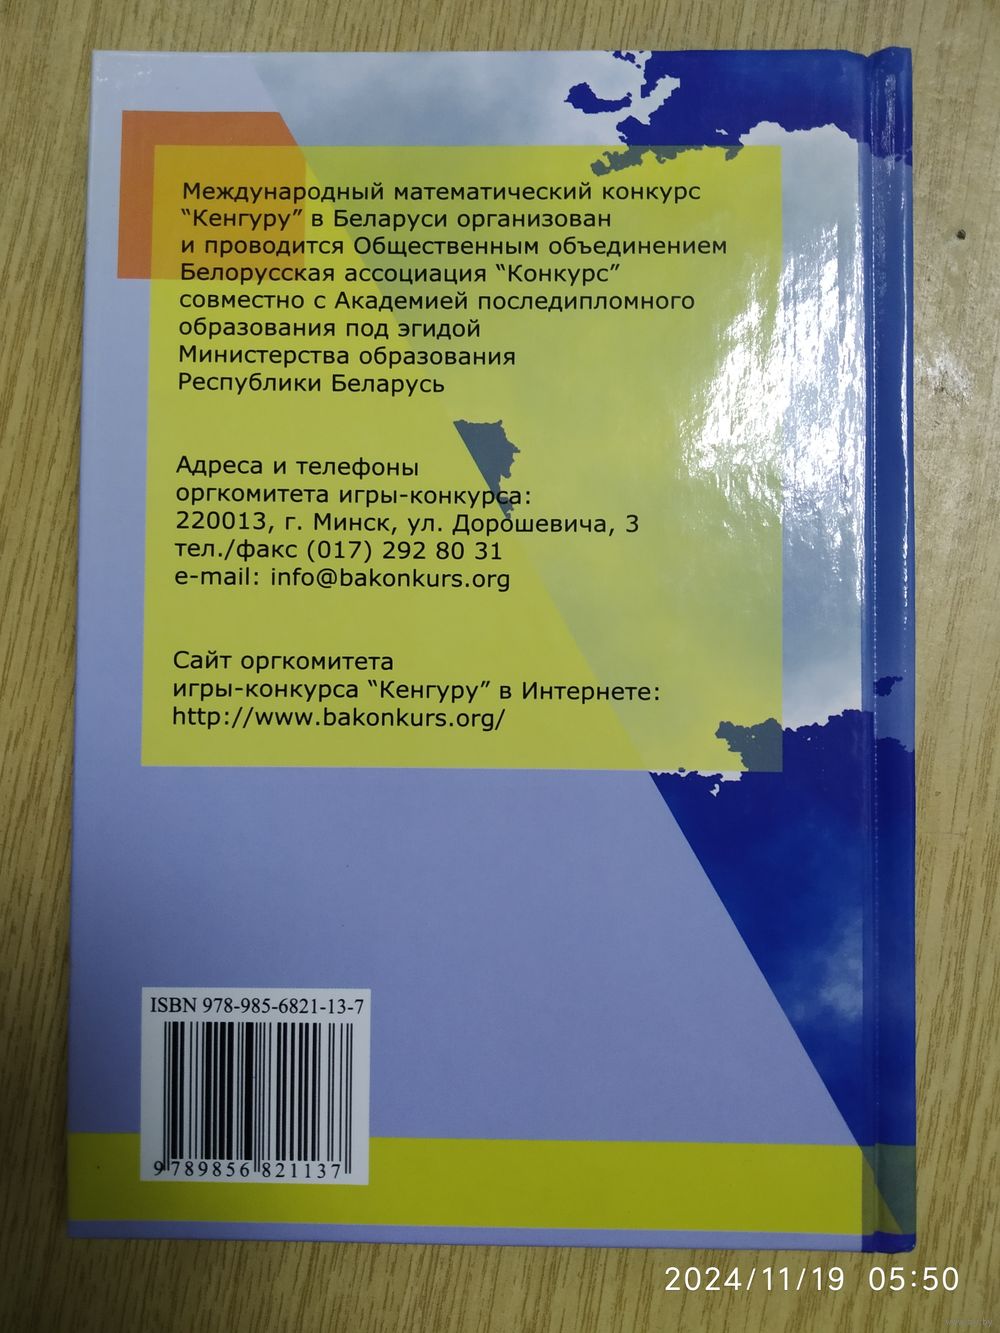 Международный математический конкурс
“Кенгуру” в Беларуси организован
и проводится Общественным объединением
Белорусская ассоциация “Конкурс”
совместно с Академией последипломного
образования под эгидой
Министерства образования
Республики Беларусь
Адреса и телефоны
оргкомитета игры-конкурса:
220013, г. Минск, ул. Дорошевича, 3
тел./факс (017) 292 80 31
e-mail: info@bakonkurs.org
Сайт оргкомитета
игры-конкурса “Кенгуру” в Интернете:
http://www.bakonkurs.org/
ISBN 978-985-6821-13-7
9 789856 821137
2024/11/19 05:50